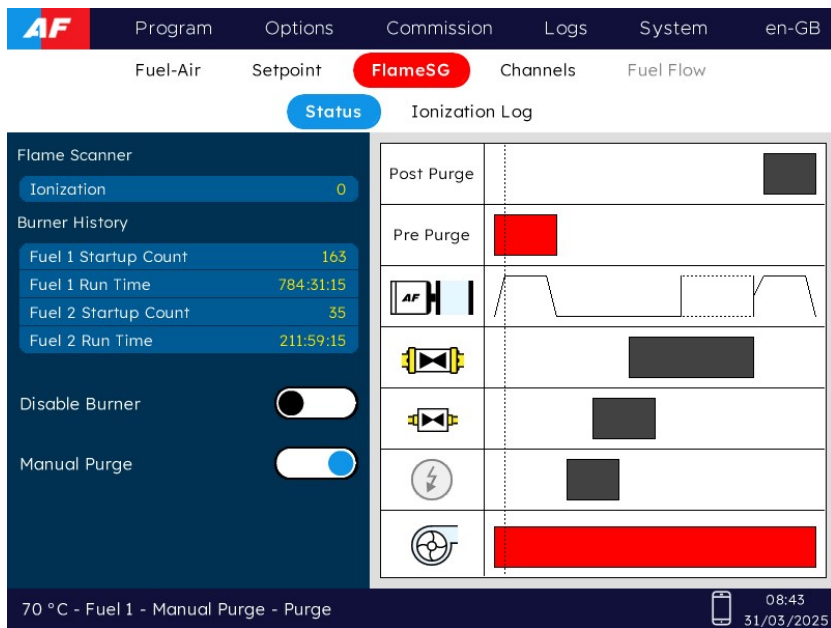 AF Program Options Commission Logs System en-GB
Fuel-Air Setpoint FlameSG Channels Fuel Flow
Status Ionization Log
Flame Scanner
Ionization 0
Burner History
Fuel 1 Startup Count 163
Fuel 1 Run Time 784:31:15
Fuel 2 Startup Count 35
Fuel 2 Run Time 211:59:15
Disable Burner
Manual Purge
Post Purge
Pre Purge
AF
70 °C - Fuel 1 - Manual Purge - Purge
08:43
31/03/2025